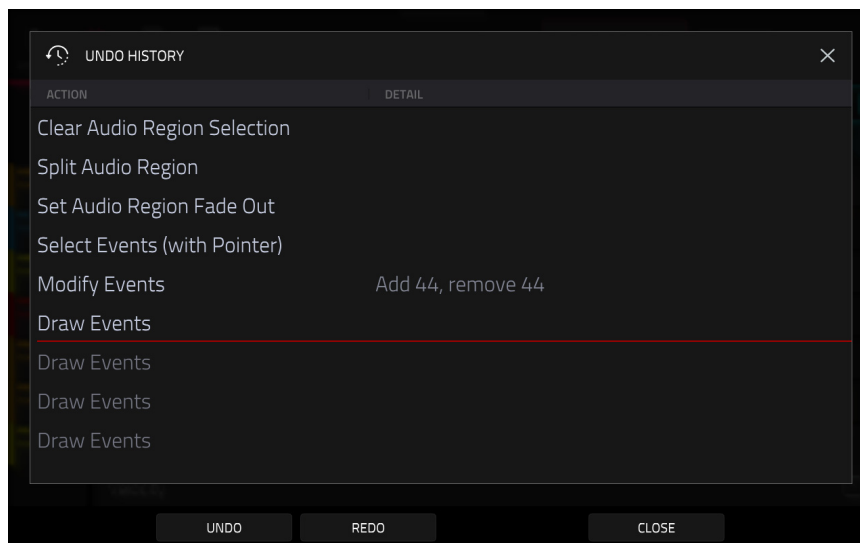 UNDO HISTORY
ACTION DETAIL
Clear Audio Region Selection
Split Audio Region
Set Audio Region Fade Out
Select Events (with Pointer)
Modify Events Add 44, remove 44
Draw Events
Draw Events
Draw Events
Draw Events
UNDO REDO CLOSE